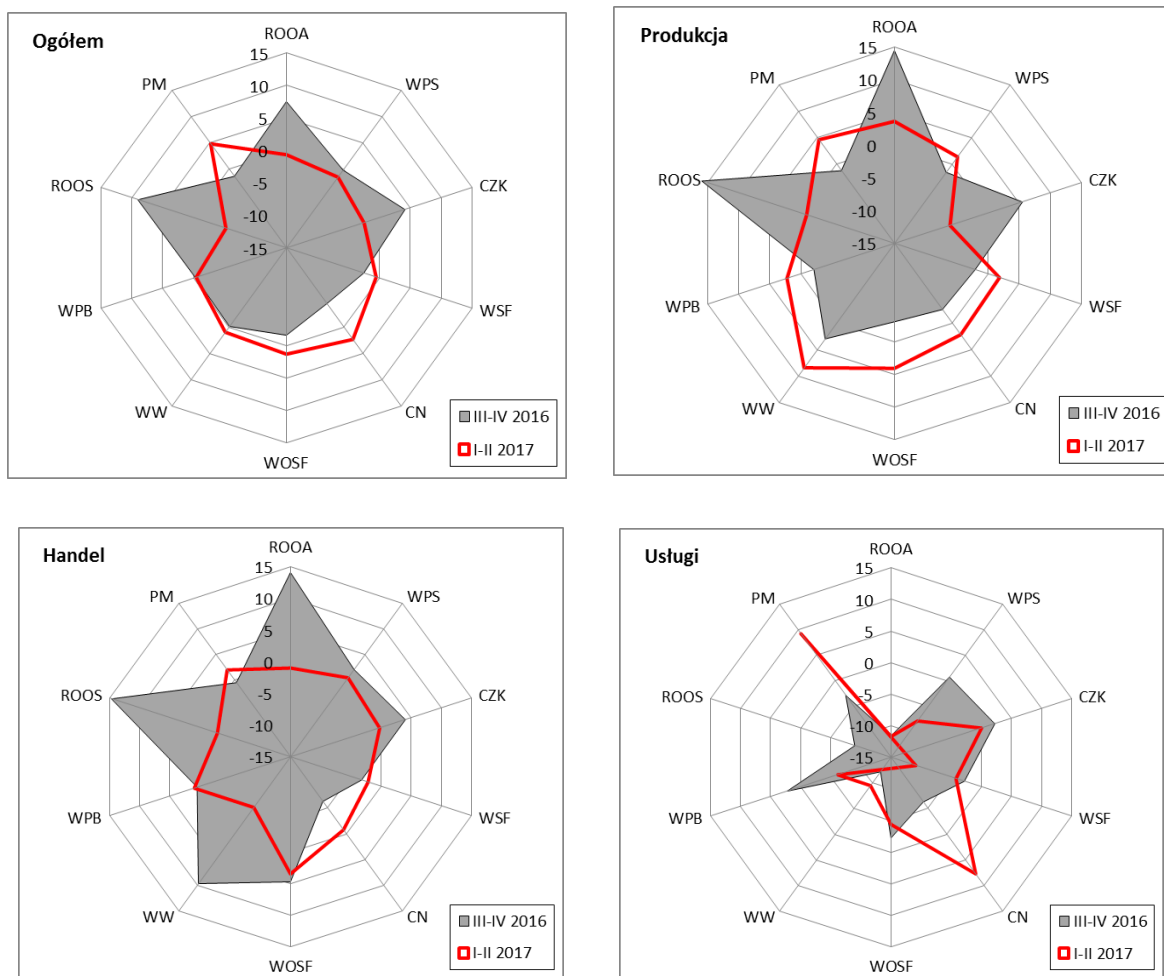 Ogółem
ROOA
WPS
CZK
WSF
CN
WOSF
WW
WPB
ROOS
PM
15
10
5
0
-5
-10
-15
III-IV 2016
I-II 2017
Produkcja
ROOA
WPS
CZK
WSF
CN
WOSF
WW
WPB
ROOS
PM
15
10
5
0
-5
-10
-15
III-IV 2016
I-II 2017
Handel
ROOA
WPS
CZK
WSF
CN
WOSF
WW
WPB
ROOS
PM
15
10
5
0
-5
-10
-15
III-IV 2016
I-II 2017
Usługi
ROOA
WPS
CZK
WSF
CN
WOSF
WW
WPB
ROOS
PM
15
10
5
0
-5
-10
-15
III-IV 2016
I-II 2017